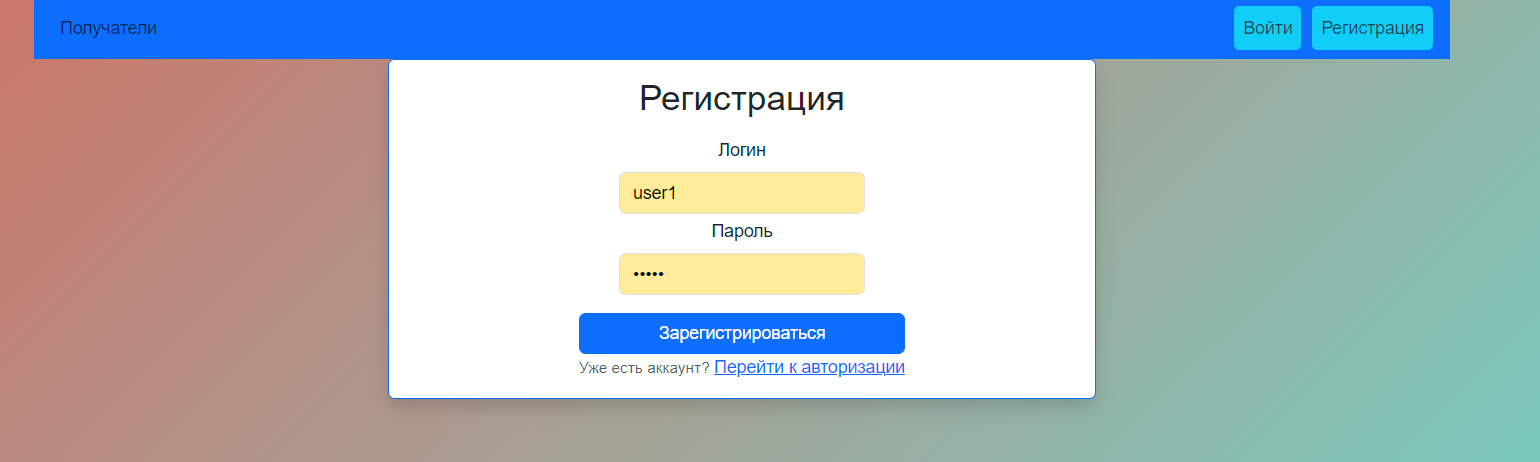 Получатели Войти Регистрация
Регистрация
Логин
user1
Пароль
•••••
Зарегистрироваться
Уже есть аккаунт? Перейти к авторизации